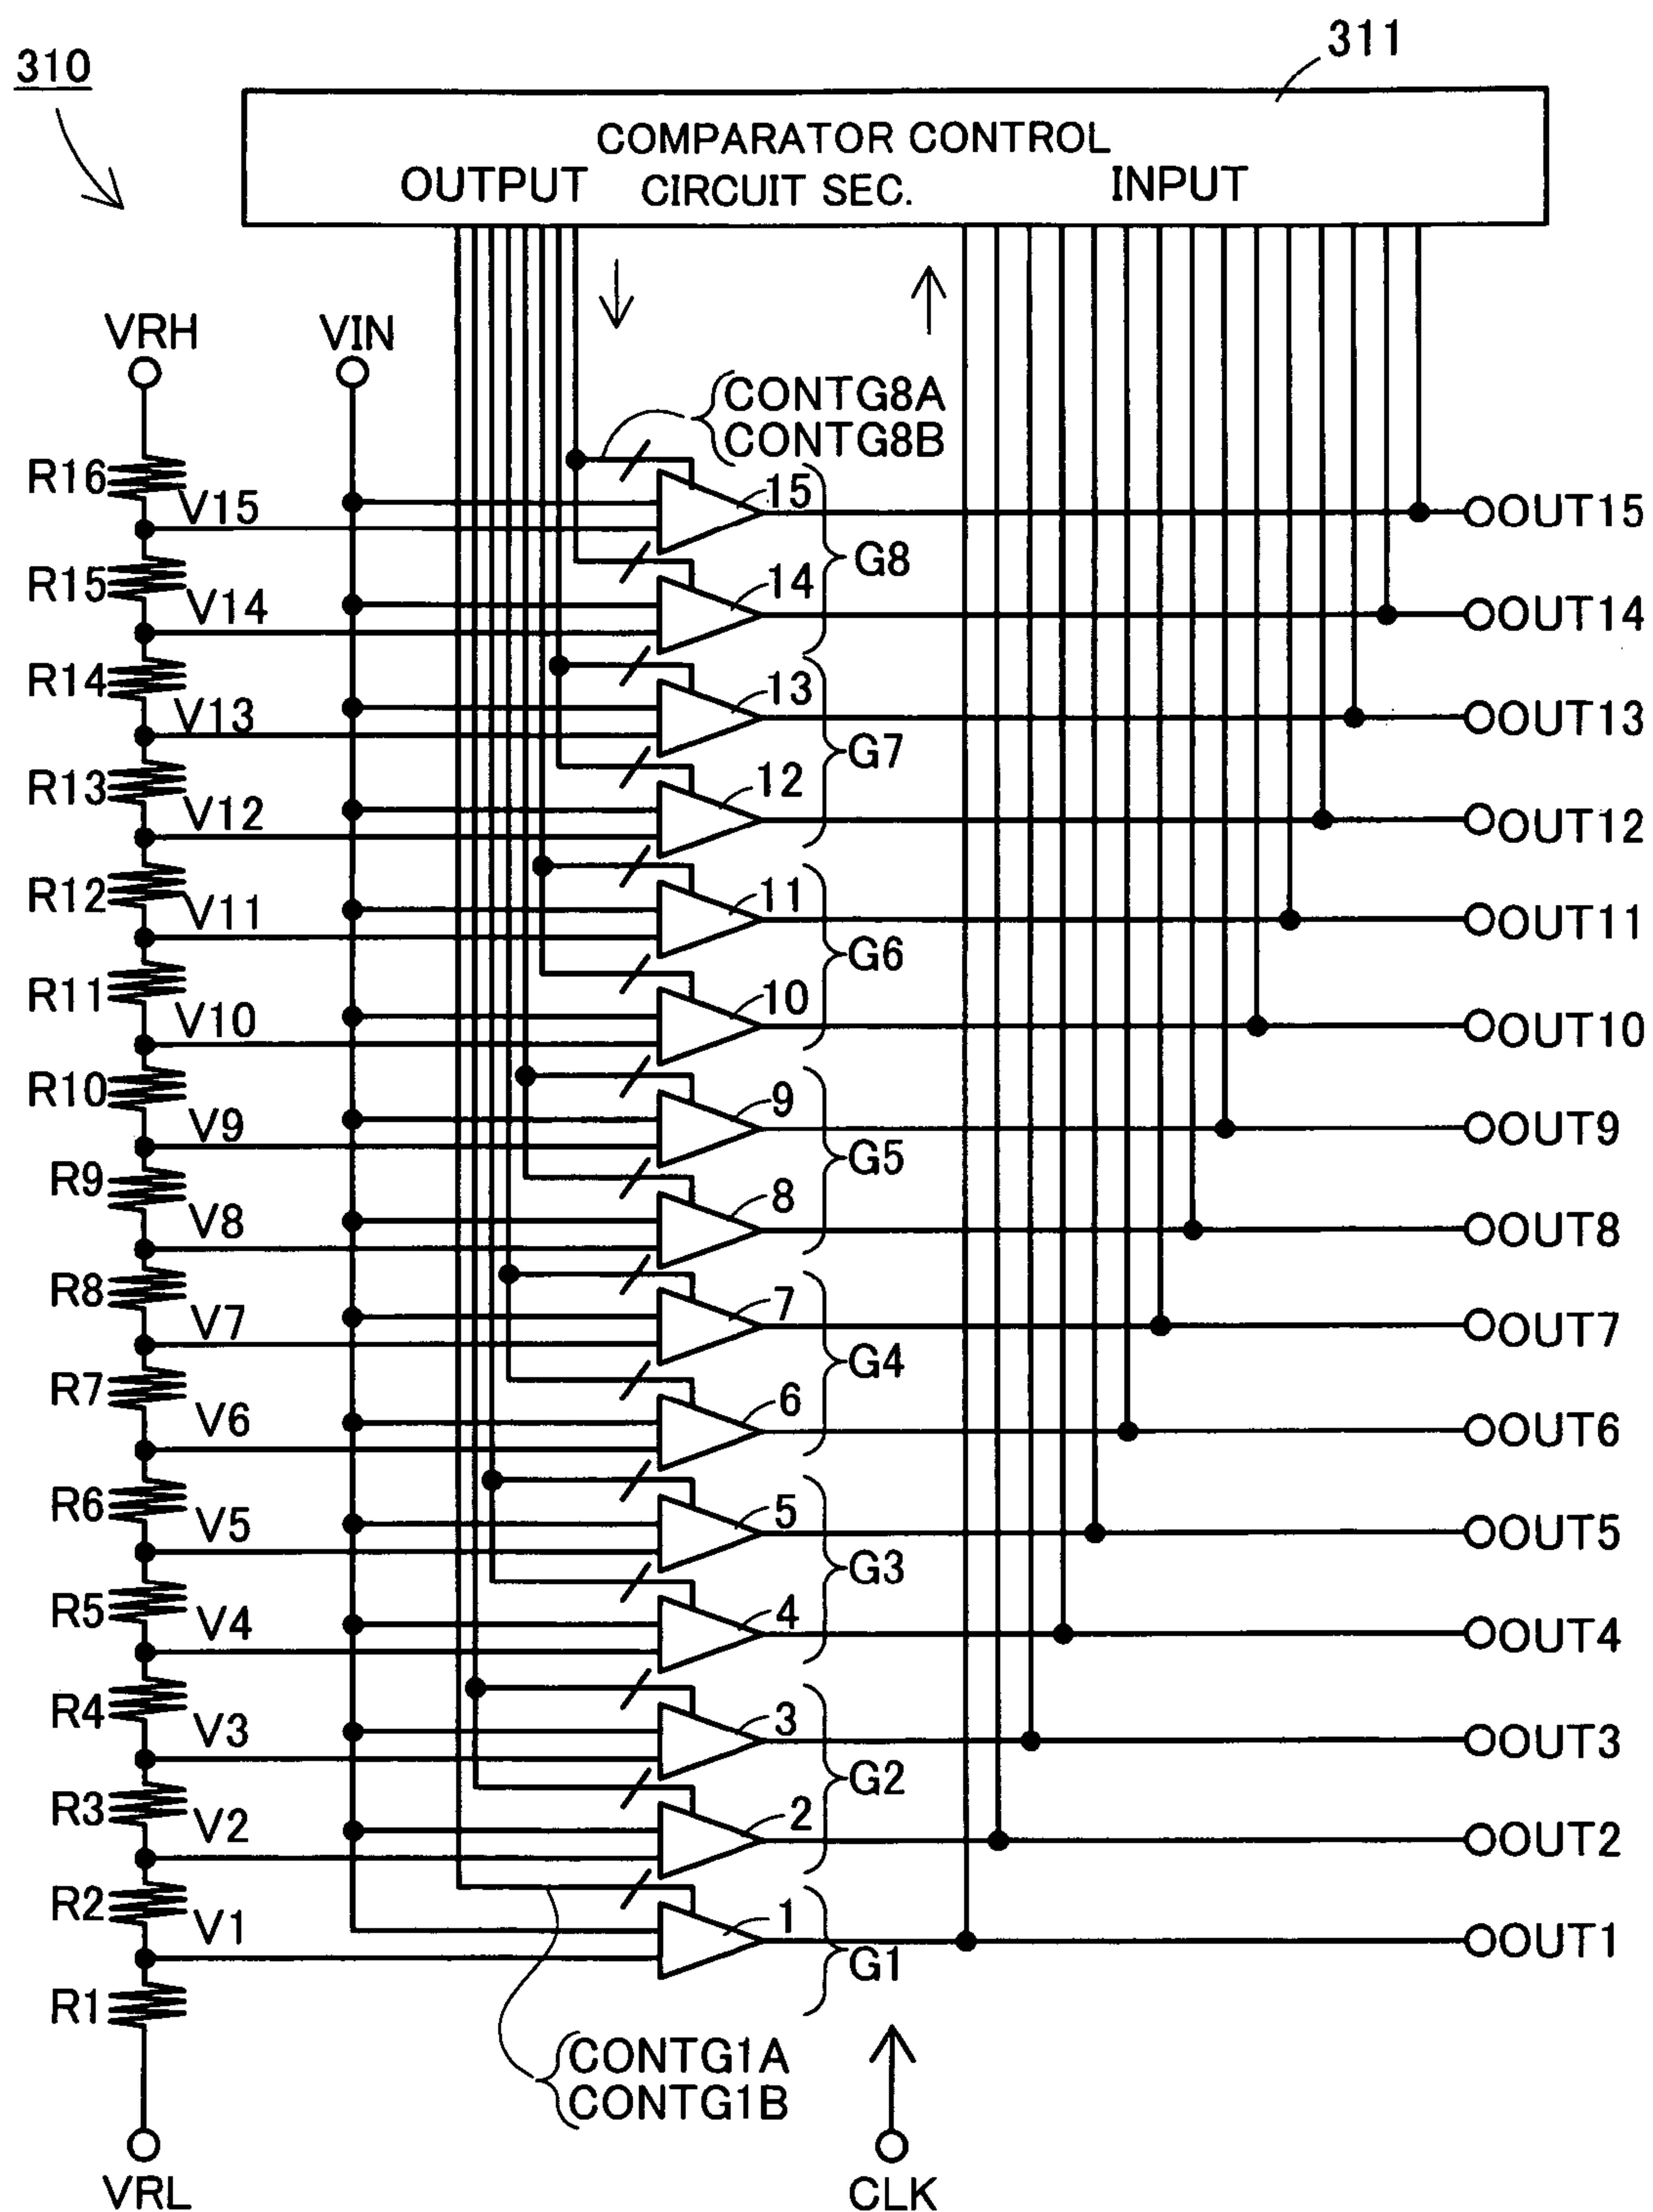 310
311
COMPARATOR CONTROL
OUTPUT CIRCUIT SEC. INPUT
VRH VIN
CONTG8A
CONTG8B
R16 V15 15 OUT15
G8
R15 V14 14 OUT14
R14 V13 13 OUT13
G7
R13 V12 12 OUT12
R12 V11 11 OUT11
G6
R11 V10 10 OUT10
R10 V9 9 OUT9
G5
R9 V8 8 OUT8
R8 V7 7 OUT7
G4
R7 V6 6 OUT6
R6 V5 5 OUT5
G3
R5 V4 4 OUT4
R4 V3 3 OUT3
G2
R3 V2 2 OUT2
R2 V1 1 OUT1
G1
R1
CONTG1A
CONTG1B
VRL CLK